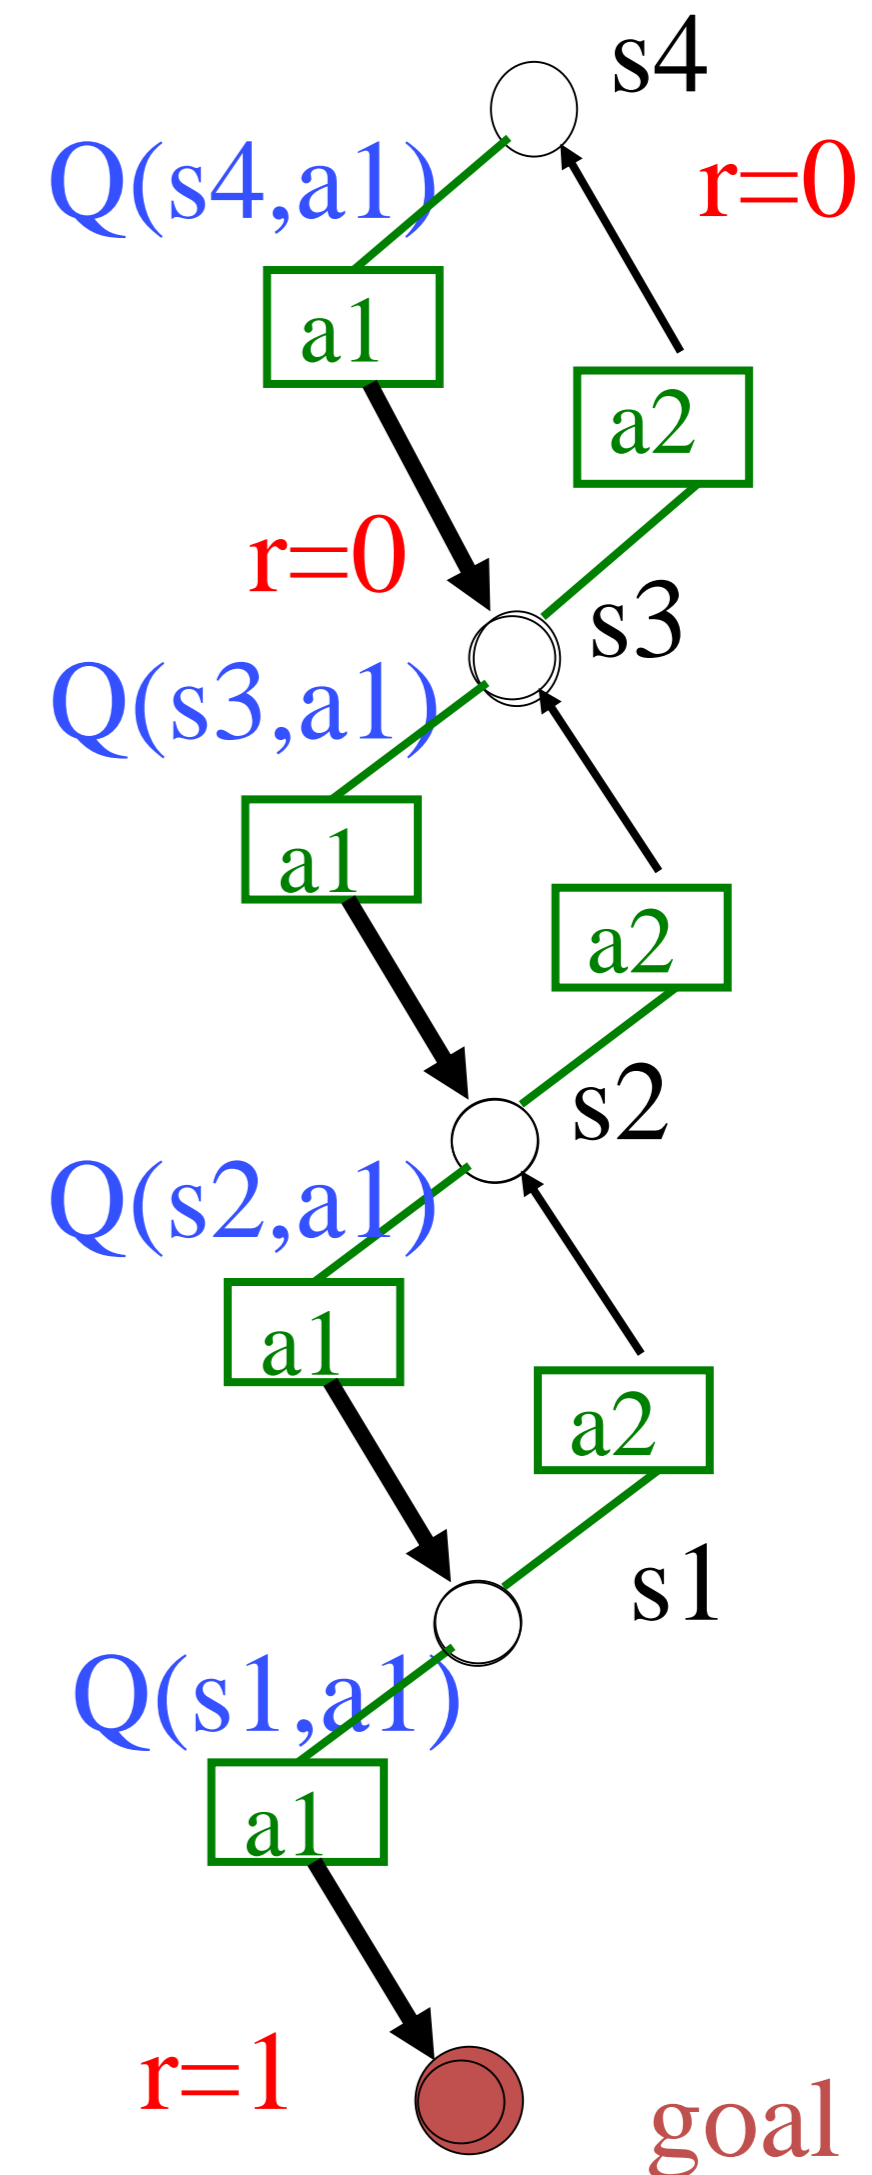 s4
Q(s4,a1)
r=0
a1
a2
r=0
s3
Q(s3,a1)
a1
a2
s2
Q(s2,a1)
a1
a2
s1
Q(s1,a1)
a1
r=1
goal